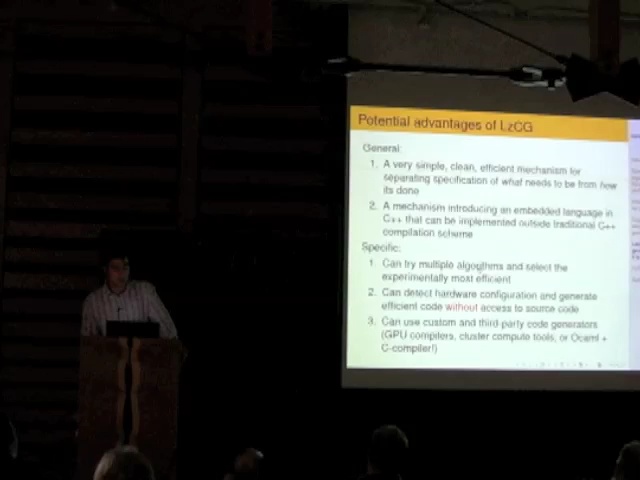 Potential advantages of LzCG
General:
1. A very simple, clean, efficient mechanism for
separating specification of what needs to be from how
its done
2. A mechanism introducing an embedded language in
C++ that can be implemented outside traditional C++
compilation scheme
Specific:
1. Can try multiple algogthms and select the
experimentally most efficient
2. Can detect hardware configuration and generate
efficient code without access to source code
3. Can use custom and third party code generators
(GPU compilers, cluster compute tools, or Ocaml +
C-compiler!)